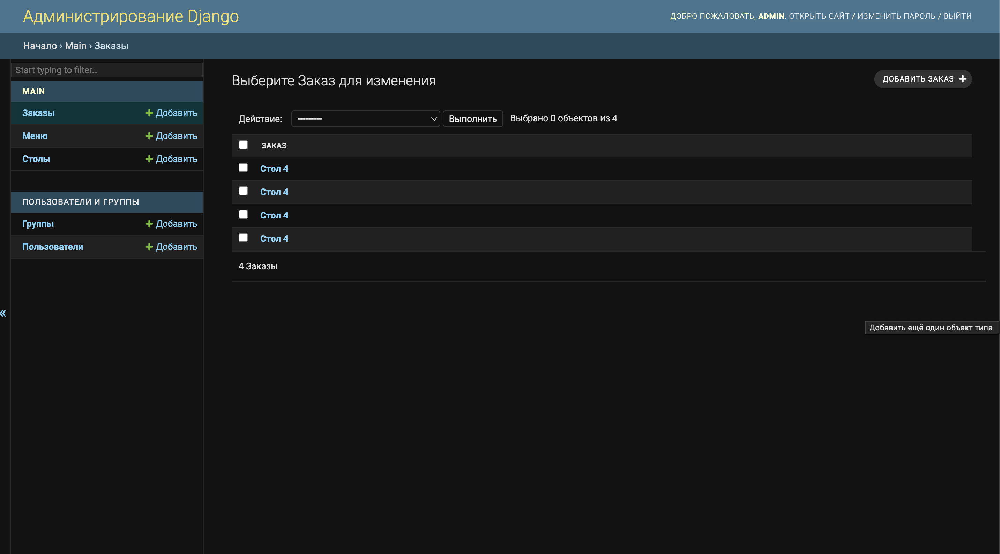 Администрирование Django
ДОБРО ПОЖАЛОВАТЬ, ADMIN. ОТКРЫТЬ САЙТ / ИЗМЕНИТЬ ПАРОЛЬ / ВЫЙТИ
Начало › Main › Заказы
Start typing to filter...
MAIN
Заказы + Добавить
Меню + Добавить
Столы + Добавить
ПОЛЬЗОВАТЕЛИ И ГРУППЫ
Группы + Добавить
Пользователи + Добавить
«
Выберите Заказ для изменения
ДОБАВИТЬ ЗАКАЗ +
Действие: --------- Выполнить Выбрано 0 объектов из 4
ЗАКАЗ
Стол 4
Стол 4
Стол 4
Стол 4
4 Заказы
Добавить ещё один объект типа